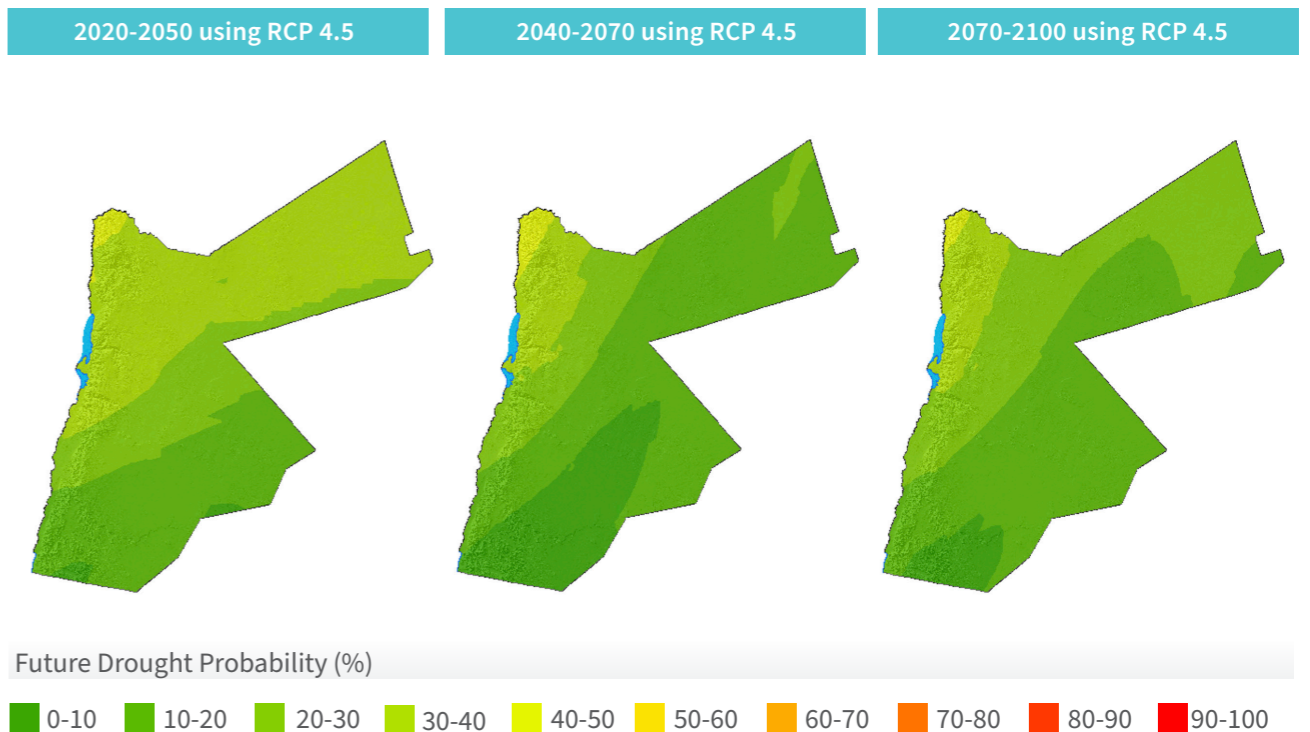 2020-2050 using RCP 4.5
2040-2070 using RCP 4.5
2070-2100 using RCP 4.5
Future Drought Probability (%)
0-10 10-20 20-30 30-40 40-50 50-60 60-70 70-80 80-90 90-100